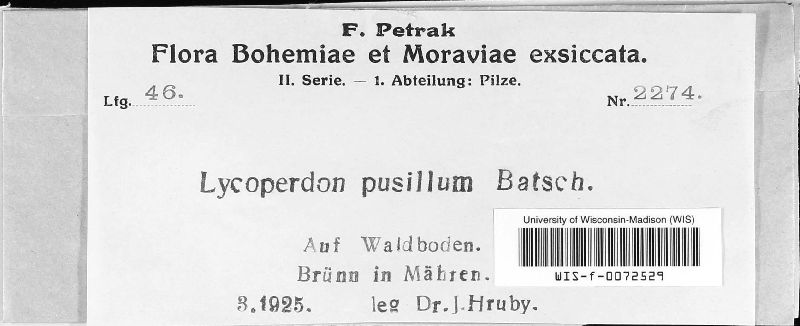 F. Petrak
Flora Bohemiae et Moraviae exsiccata.
II. Serie. — 1. Abteilung: Pilze.
Lfg. 46. Nr. 2274.
Lycoperdon pusillum Batsch.
University of Wisconsin-Madison (WIS)
WIS-f-0072529
Auf Waldboden.
Brünn in Mähren.
3.1925. leg Dr.J.Hruby.